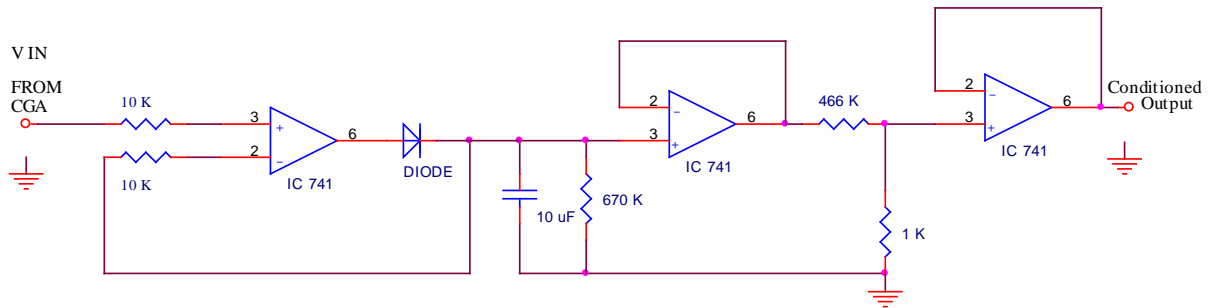 V IN
FROM
CGA
10 K
10 K
3
+
2
−
6
IC 741
DIODE
10 uF
670 K
2
−
3
+
6
IC 741
466 K
1 K
2
−
3
+
6
IC 741
Conditioned
Output